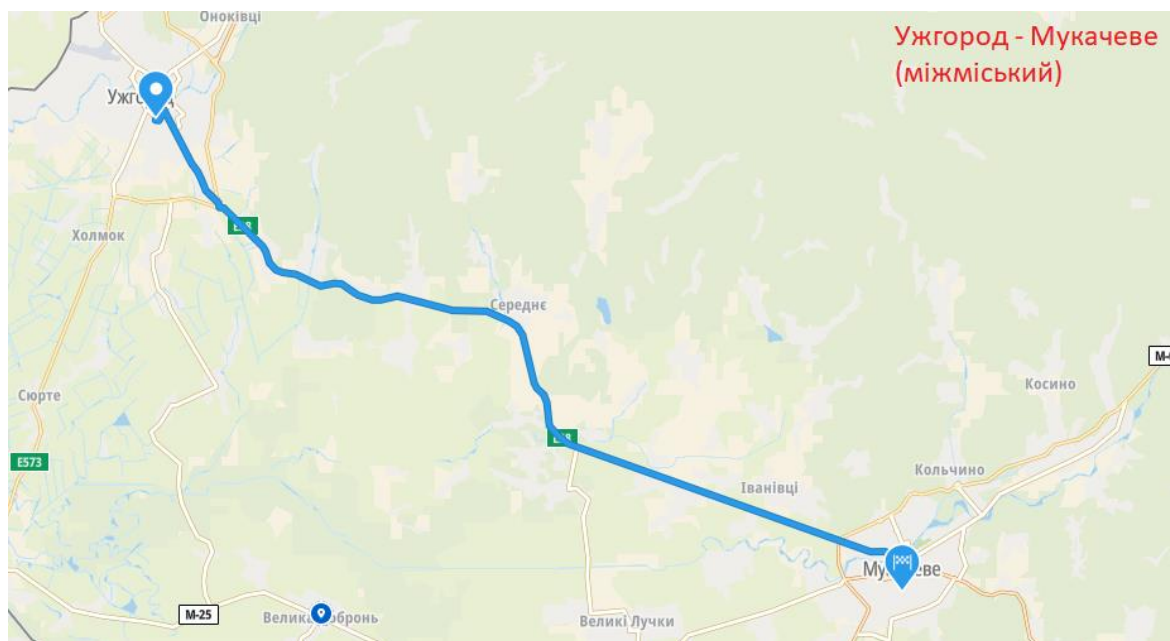 Оноківці
Ужгород - Мукачеве
(міжміський)
Холмок
Середнє
Сюрте
E573
Косино
Кольчино
Іванівці
M-25
Великі Лучки